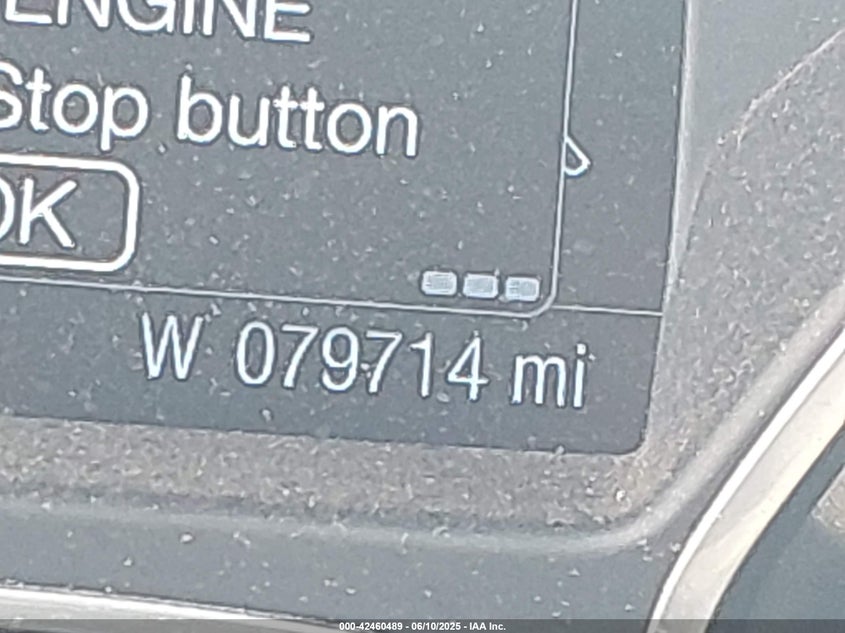 ENGINE
Stop button
OK
W 079714 mi
000-42460489 - 06/10/2025 - IAA Inc.